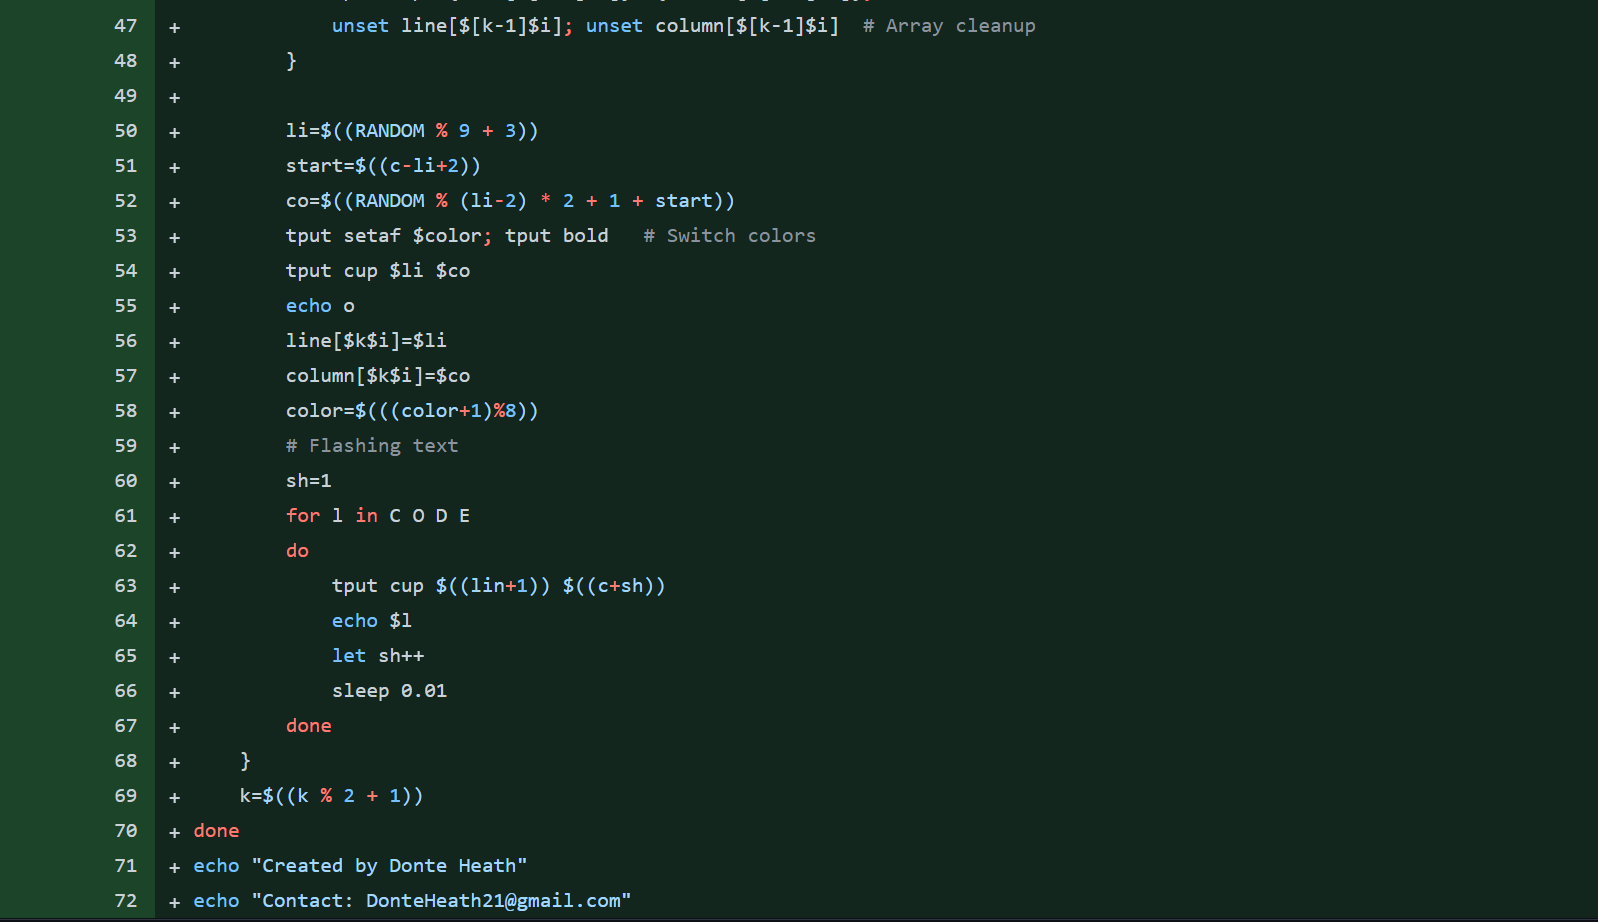 47 + unset line[$[k-1]$i]; unset column[$[k-1]$i]  # Array cleanup
48 + }
49 +
50 + li=$((RANDOM % 9 + 3))
51 + start=$((c-li+2))
52 + co=$((RANDOM % (li-2) * 2 + 1 + start))
53 + tput setaf $color; tput bold   # Switch colors
54 + tput cup $li $co
55 + echo o
56 + line[$k$i]=$li
57 + column[$k$i]=$co
58 + color=$(((color+1)%8))
59 + # Flashing text
60 + sh=1
61 + for l in C O D E
62 + do
63 + tput cup $((lin+1)) $((c+sh))
64 + echo $l
65 + let sh++
66 + sleep 0.01
67 + done
68 + }
69 + k=$((k % 2 + 1))
70 + done
71 + echo "Created by Donte Heath"
72 + echo "Contact: DonteHeath21@gmail.com"